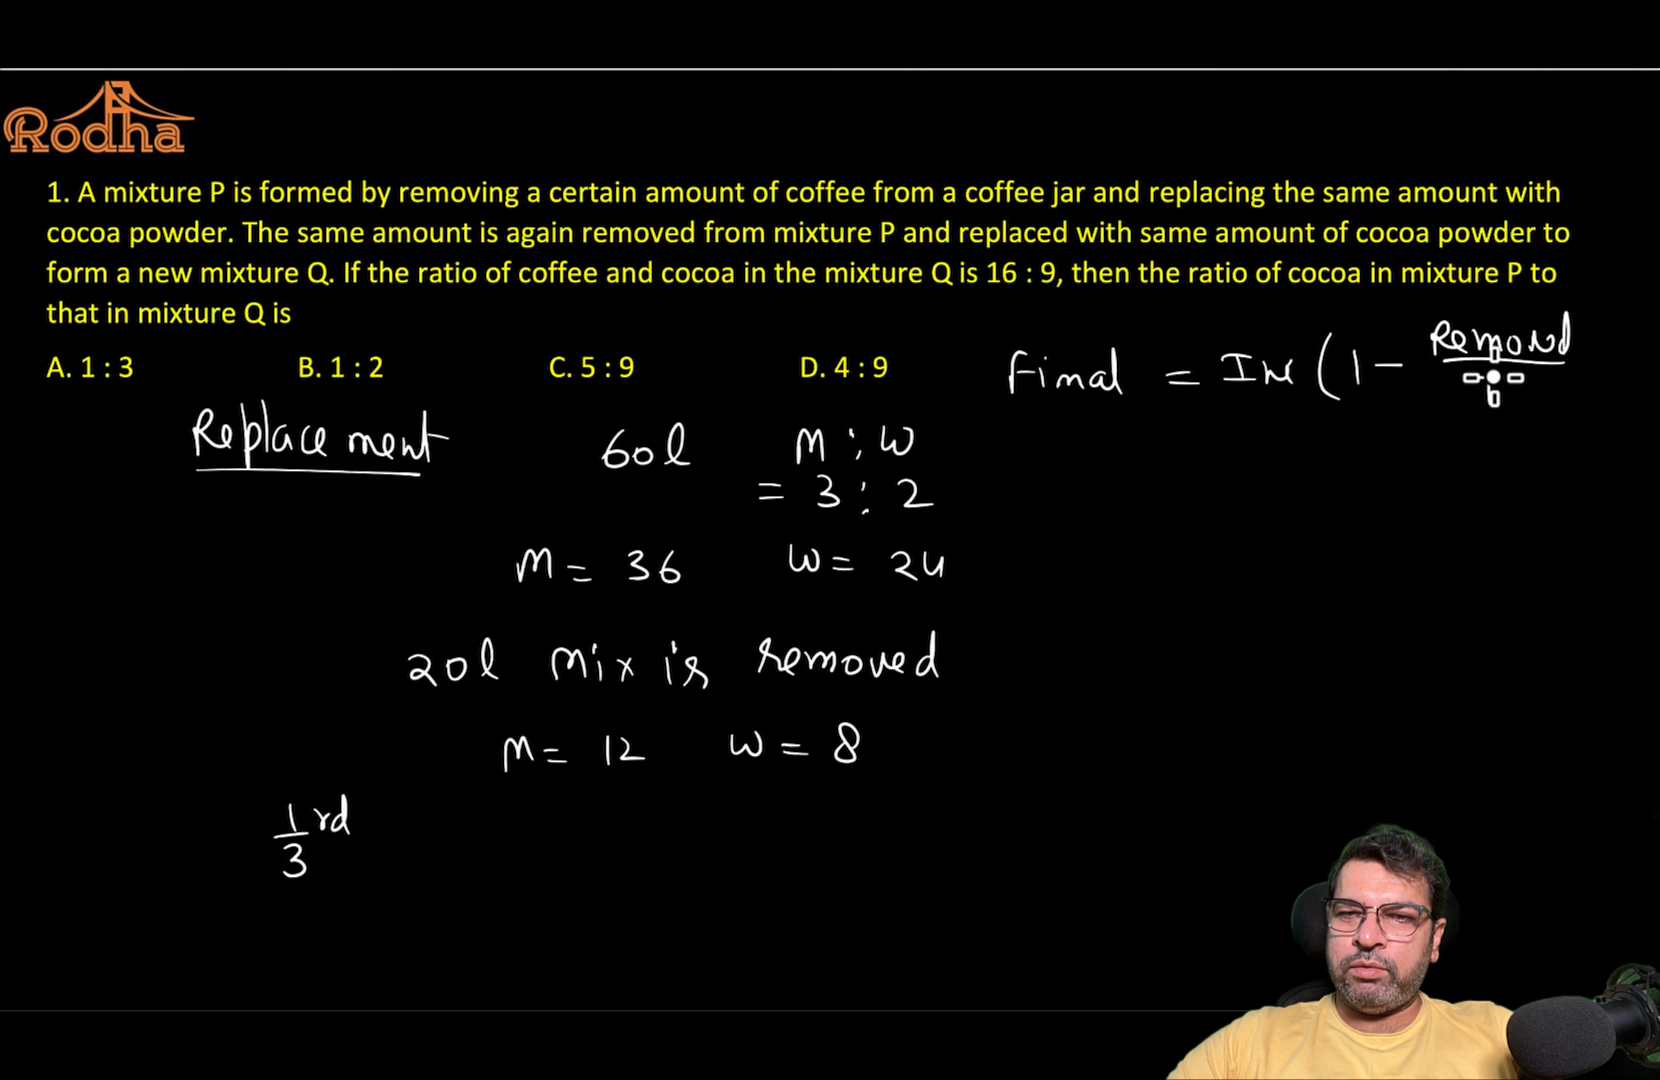 Rodha
1. A mixture P is formed by removing a certain amount of coffee from a coffee jar and replacing the same amount with
cocoa powder. The same amount is again removed from mixture P and replaced with same amount of cocoa powder to
form a new mixture Q. If the ratio of coffee and cocoa in the mixture Q is 16 : 9, then the ratio of cocoa in mixture P to
that in mixture Q is
A. 1 : 3 B. 1 : 2 C. 5 : 9 D. 4 : 9
Final = IN ( 1 - Removed
Replacement 60l M : W
= 3 : 2
M = 36 W = 24
20l mix is removed
M = 12 W = 8
1/3 rd